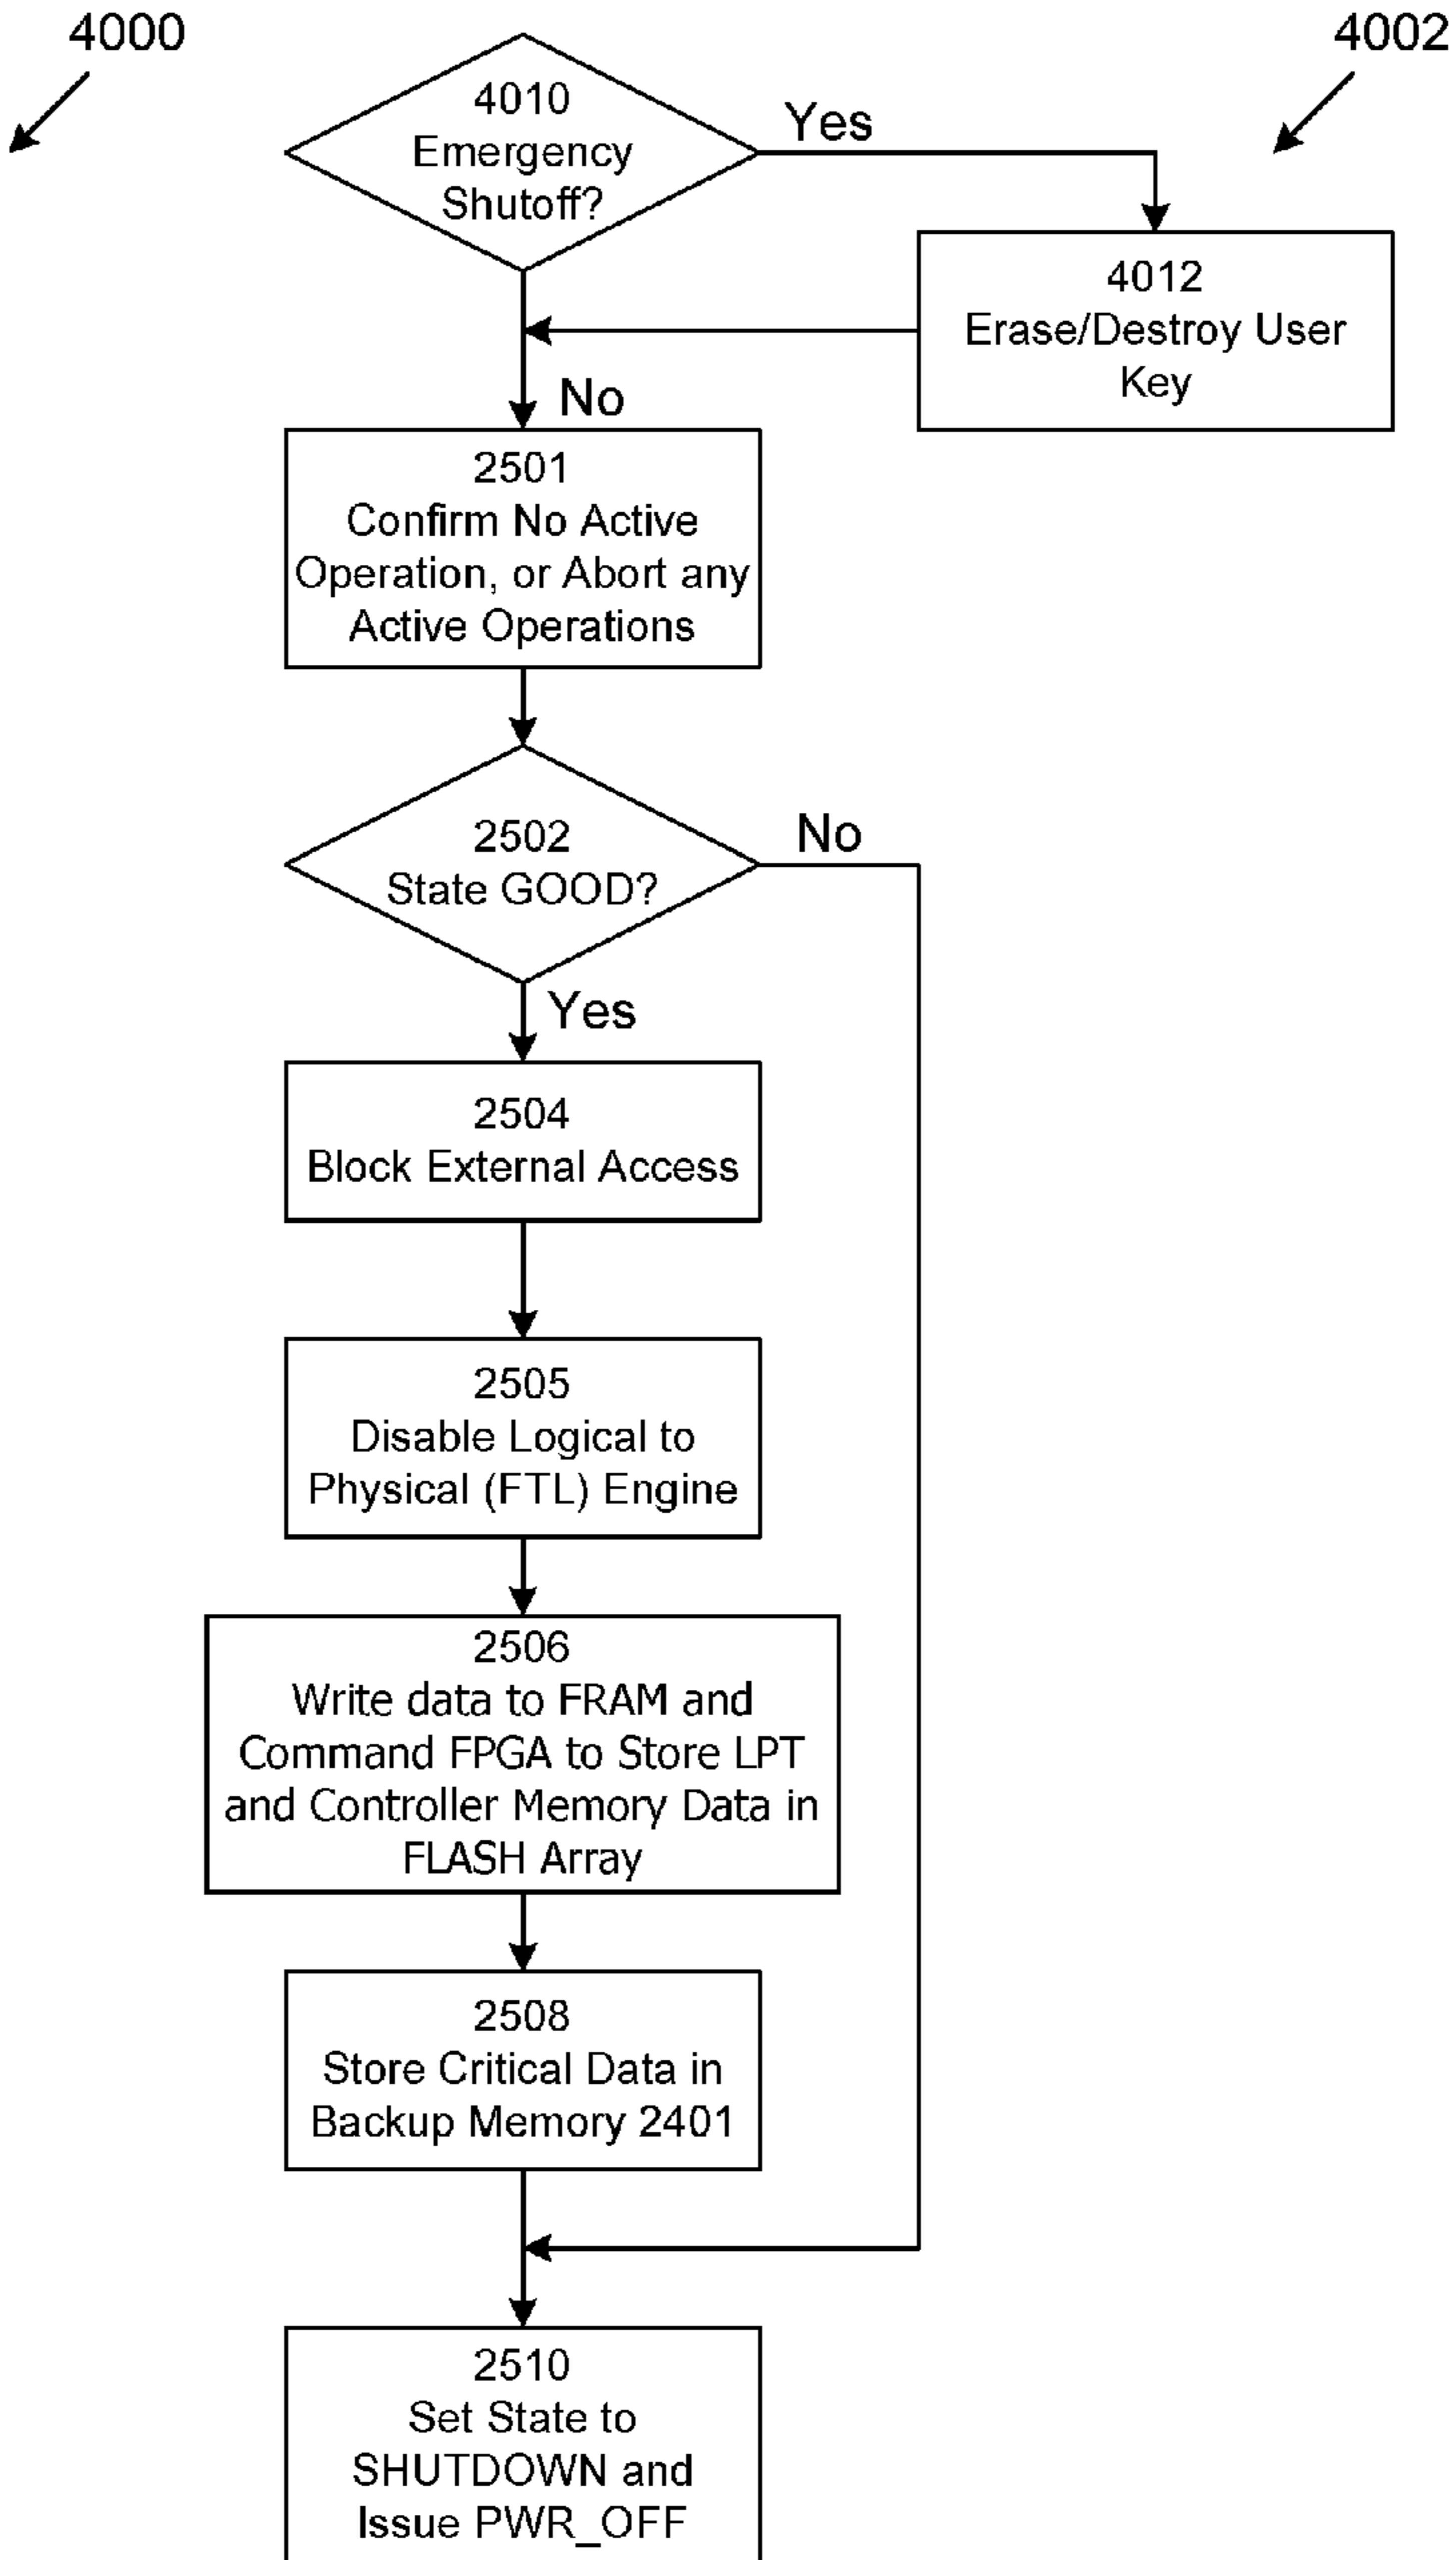 4000
4002
4010
Emergency
Shutoff?
Yes
4012
Erase/Destroy User
Key
No
2501
Confirm No Active
Operation, or Abort any
Active Operations
2502
State GOOD?
No
Yes
2504
Block External Access
2505
Disable Logical to
Physical (FTL) Engine
2506
Write data to FRAM and
Command FPGA to Store LPT
and Controller Memory Data in
FLASH Array
2508
Store Critical Data in
Backup Memory 2401
2510
Set State to
SHUTDOWN and
Issue PWR_OFF